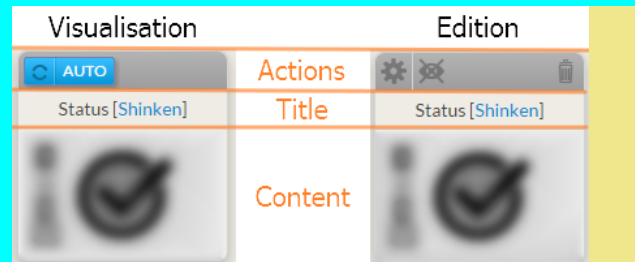 Visualisation Edition
AUTO Actions
Status [Shinken] Title Status [Shinken]
Content